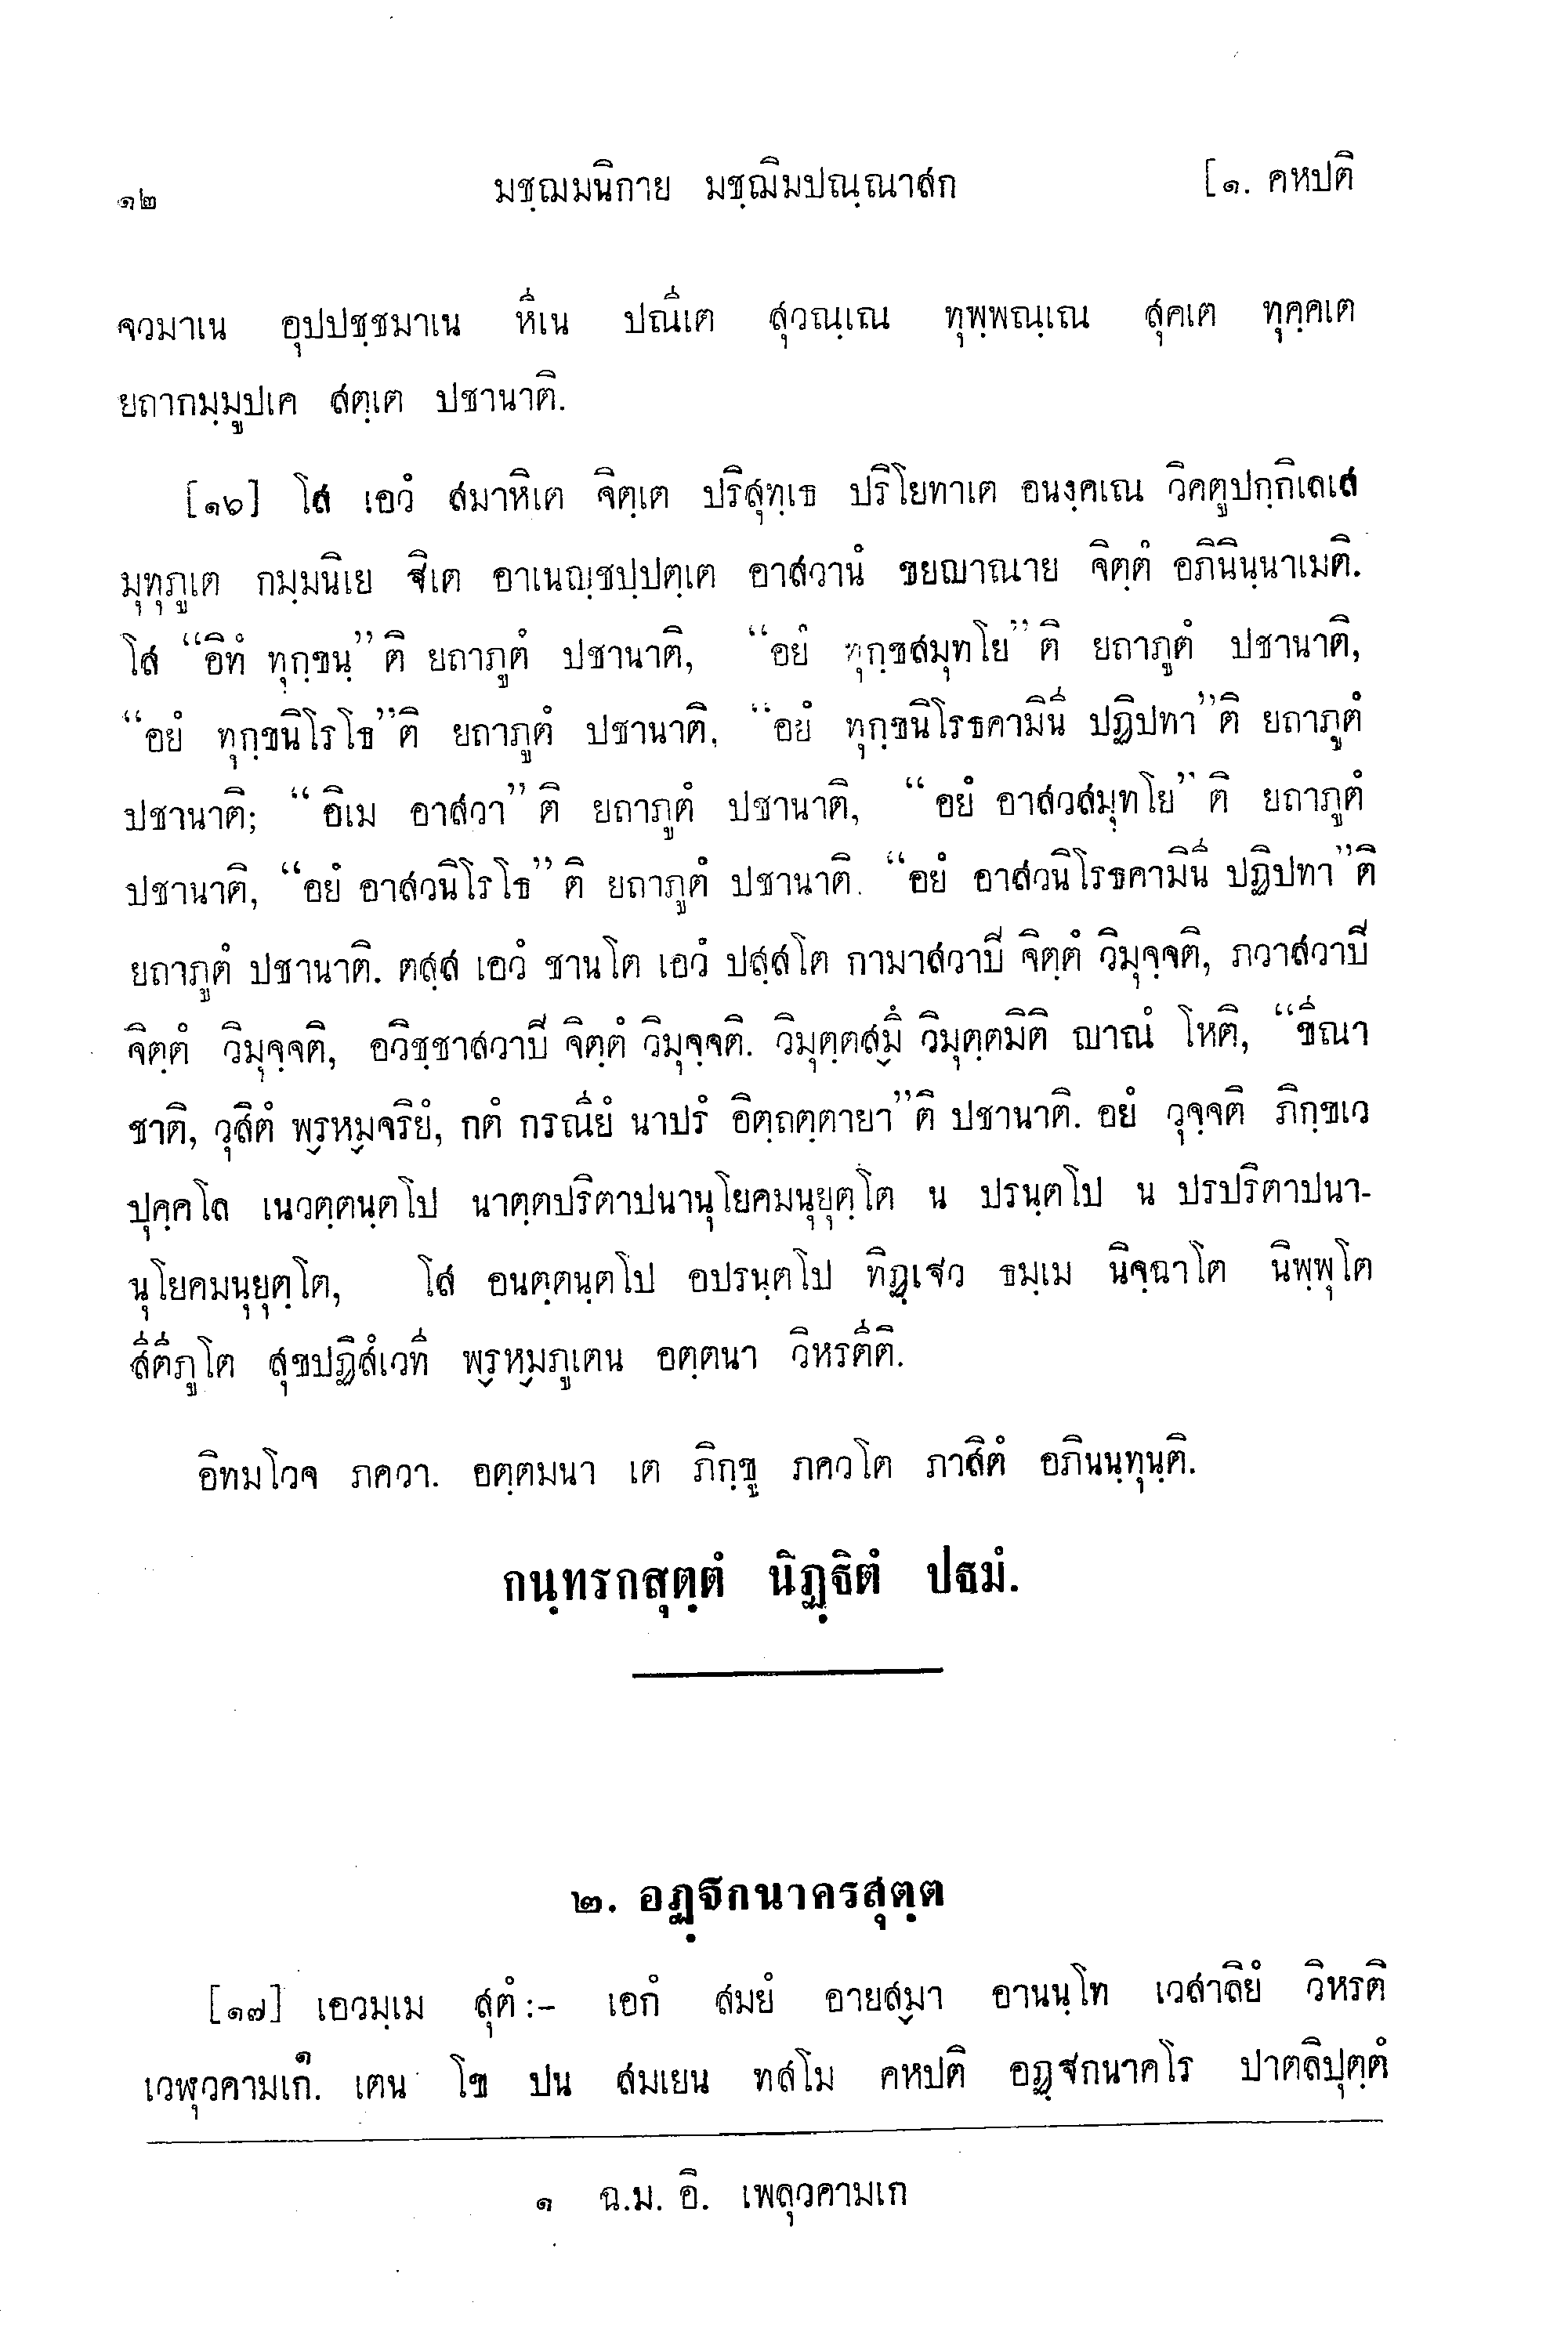 ๑๒ มชฺฌมนิกาย มชฺฌิมปณฺณาสก [๑. คหปติ
จวมาเน อุปปชฺชมาเน หีเน ปณีเต สุวณฺเณ ทุพฺพณฺเณ สุคเต ทุคฺคเต
ยถากมฺมูปเค สตฺเต ปชานาติ.
[๑๖] โส เอวํ สมาหิเต จิตฺเต ปริสุทฺเธ ปริโยทาเต อนงฺคเณ วิคตูปกฺกิเลเส
มุทุภูเต กมฺมนิเย ฐิเต อาเนญฺชปฺปตฺเต อาสวานํ ขยญาณาย จิตฺตํ อภินินฺนาเมติ.
โส “อิทํ ทุกฺขนฺ”ติ ยถาภูตํ ปชานาติ, “อยํ ทุกฺขสมุทโย”ติ ยถาภูตํ ปชานาติ,
“อยํ ทุกฺขนิโรโธ”ติ ยถาภูตํ ปชานาติ, “อยํ ทุกฺขนิโรธคามินี ปฏิปทา”ติ ยถาภูตํ
ปชานาติ; “อิเม อาสวา”ติ ยถาภูตํ ปชานาติ, “อยํ อาสวสมุทโย”ติ ยถาภูตํ
ปชานาติ, “อยํ อาสวนิโรโธ”ติ ยถาภูตํ ปชานาติ. “อยํ อาสวนิโรธคามินี ปฏิปทา”ติ
ยถาภูตํ ปชานาติ. ตสฺส เอวํ ชานโต เอวํ ปสฺสโต กามาสวาปิ จิตฺตํ วิมุจฺจติ, ภวาสวาปิ
จิตฺตํ วิมุจฺจติ, อวิชฺชาสวาปิ จิตฺตํ วิมุจฺจติ. วิมุตฺตสฺมึ วิมุตฺตมิติ ญาณํ โหติ, “ขีณา
ชาติ, วุสิตํ พฺรหฺมจริยํ, กตํ กรณียํ นาปรํ อิตฺถตฺตายา”ติ ปชานาติ. อยํ วุจฺจติ ภิกฺขเว
ปุคฺคโล เนวตฺตนฺตโป นาตฺตปริตาปนานุโยคมนุยุตฺโต น ปรนฺตโป น ปรปริตาปนา-
นุโยคมนุยุตฺโต, โส อนตฺตนฺตโป อปรนฺตโป ทิฏฺเฐว ธมฺเม นิจฺฉาโต นิพฺพุโต
สีตีภูโต สุขปฏิสํเวที พฺรหฺมภูเตน อตฺตนา วิหรตีติ.
อิทมโวจ ภควา. อตฺตมนา เต ภิกฺขู ภควโต ภาสิตํ อภินนฺทุนฺติ.
กนฺทรกสุตฺตํ นิฏฺฐิตํ ปฐมํ.
๒. อฏฺฐกนาครสุตฺต
[๑๗] เอวมฺเม สุตํ :– เอกํ สมยํ อายสฺมา อานนฺโท เวสาลิยํ วิหรติ
เวฬุวคามเก๑. เตน โข ปน สมเยน ทสโม คหปติ อฏฺฐกนาคโร ปาตลิปุตฺตํ
๑ ฉ.ม. อิ. เพลุวคามเก